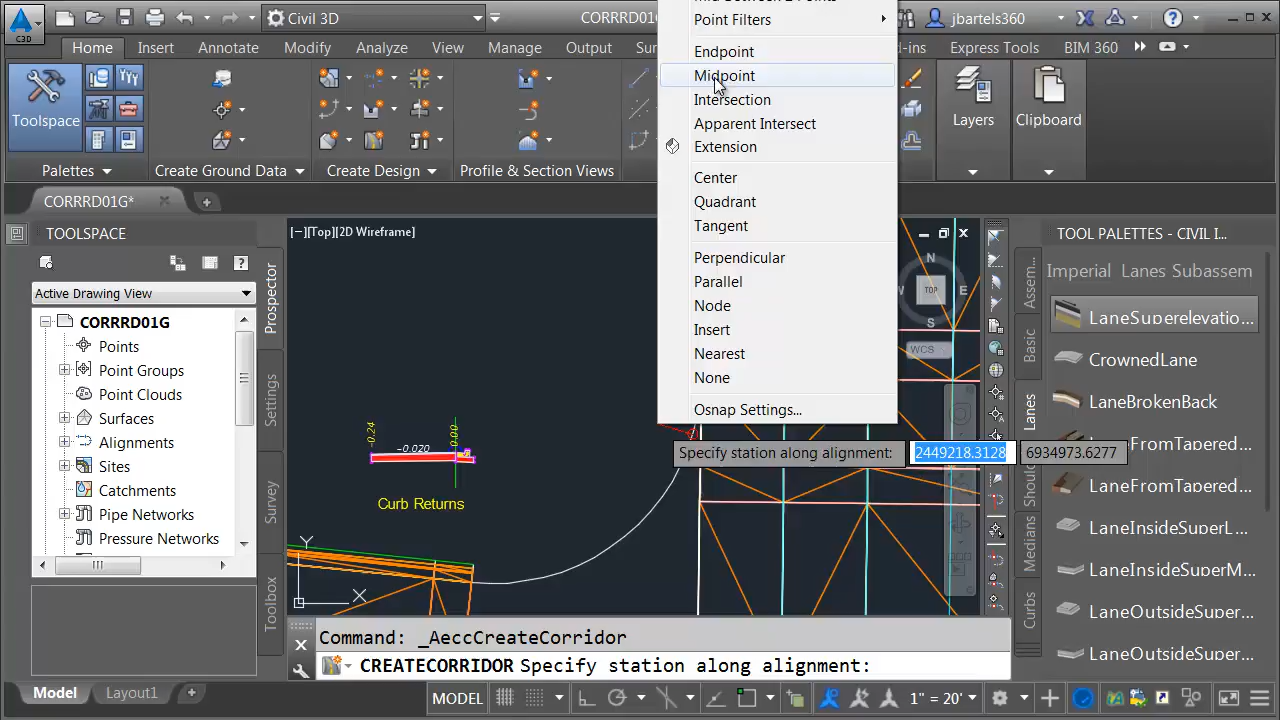 C3D
Civil 3D
CORRRD01G
jbartels360
Home
Insert
Annotate
Modify
Analyze
View
Manage
Output
Express Tools
BIM 360
Toolspace
Palettes
Create Ground Data
Create Design
Profile & Section Views
Layers
Clipboard
Point Filters
Endpoint
Midpoint
Intersection
Apparent Intersect
Extension
Center
Quadrant
Tangent
Perpendicular
Parallel
Node
Insert
Nearest
None
Osnap Settings...
CORRRD01G*
TOOLSPACE
Active Drawing View
CORRRD01G
Points
Point Groups
Point Clouds
Surfaces
Alignments
Sites
Catchments
Pipe Networks
Pressure Networks
Prospector
Settings
Survey
Toolbox
[−][Top][2D Wireframe]
-0.24
-0.020
0.00
Curb Returns
Y
X
N
E
S
TOP
WCS
Specify station along alignment:
2449218.3128
6934973.6277
TOOL PALETTES - CIVIL I...
Imperial Lanes Subassem
LaneSuperelevatio...
CrownedLane
LaneBrokenBack
LaneInsideSuperL...
LaneInsideSuperM...
LaneOutsideSuper...
LaneOutsideSuper...
Assem...
Basic
Lanes
Medians
Curbs
Command: _AeccCreateCorridor
CREATECORRIDOR Specify station along alignment:
Model
Layout1
MODEL
1" = 20'